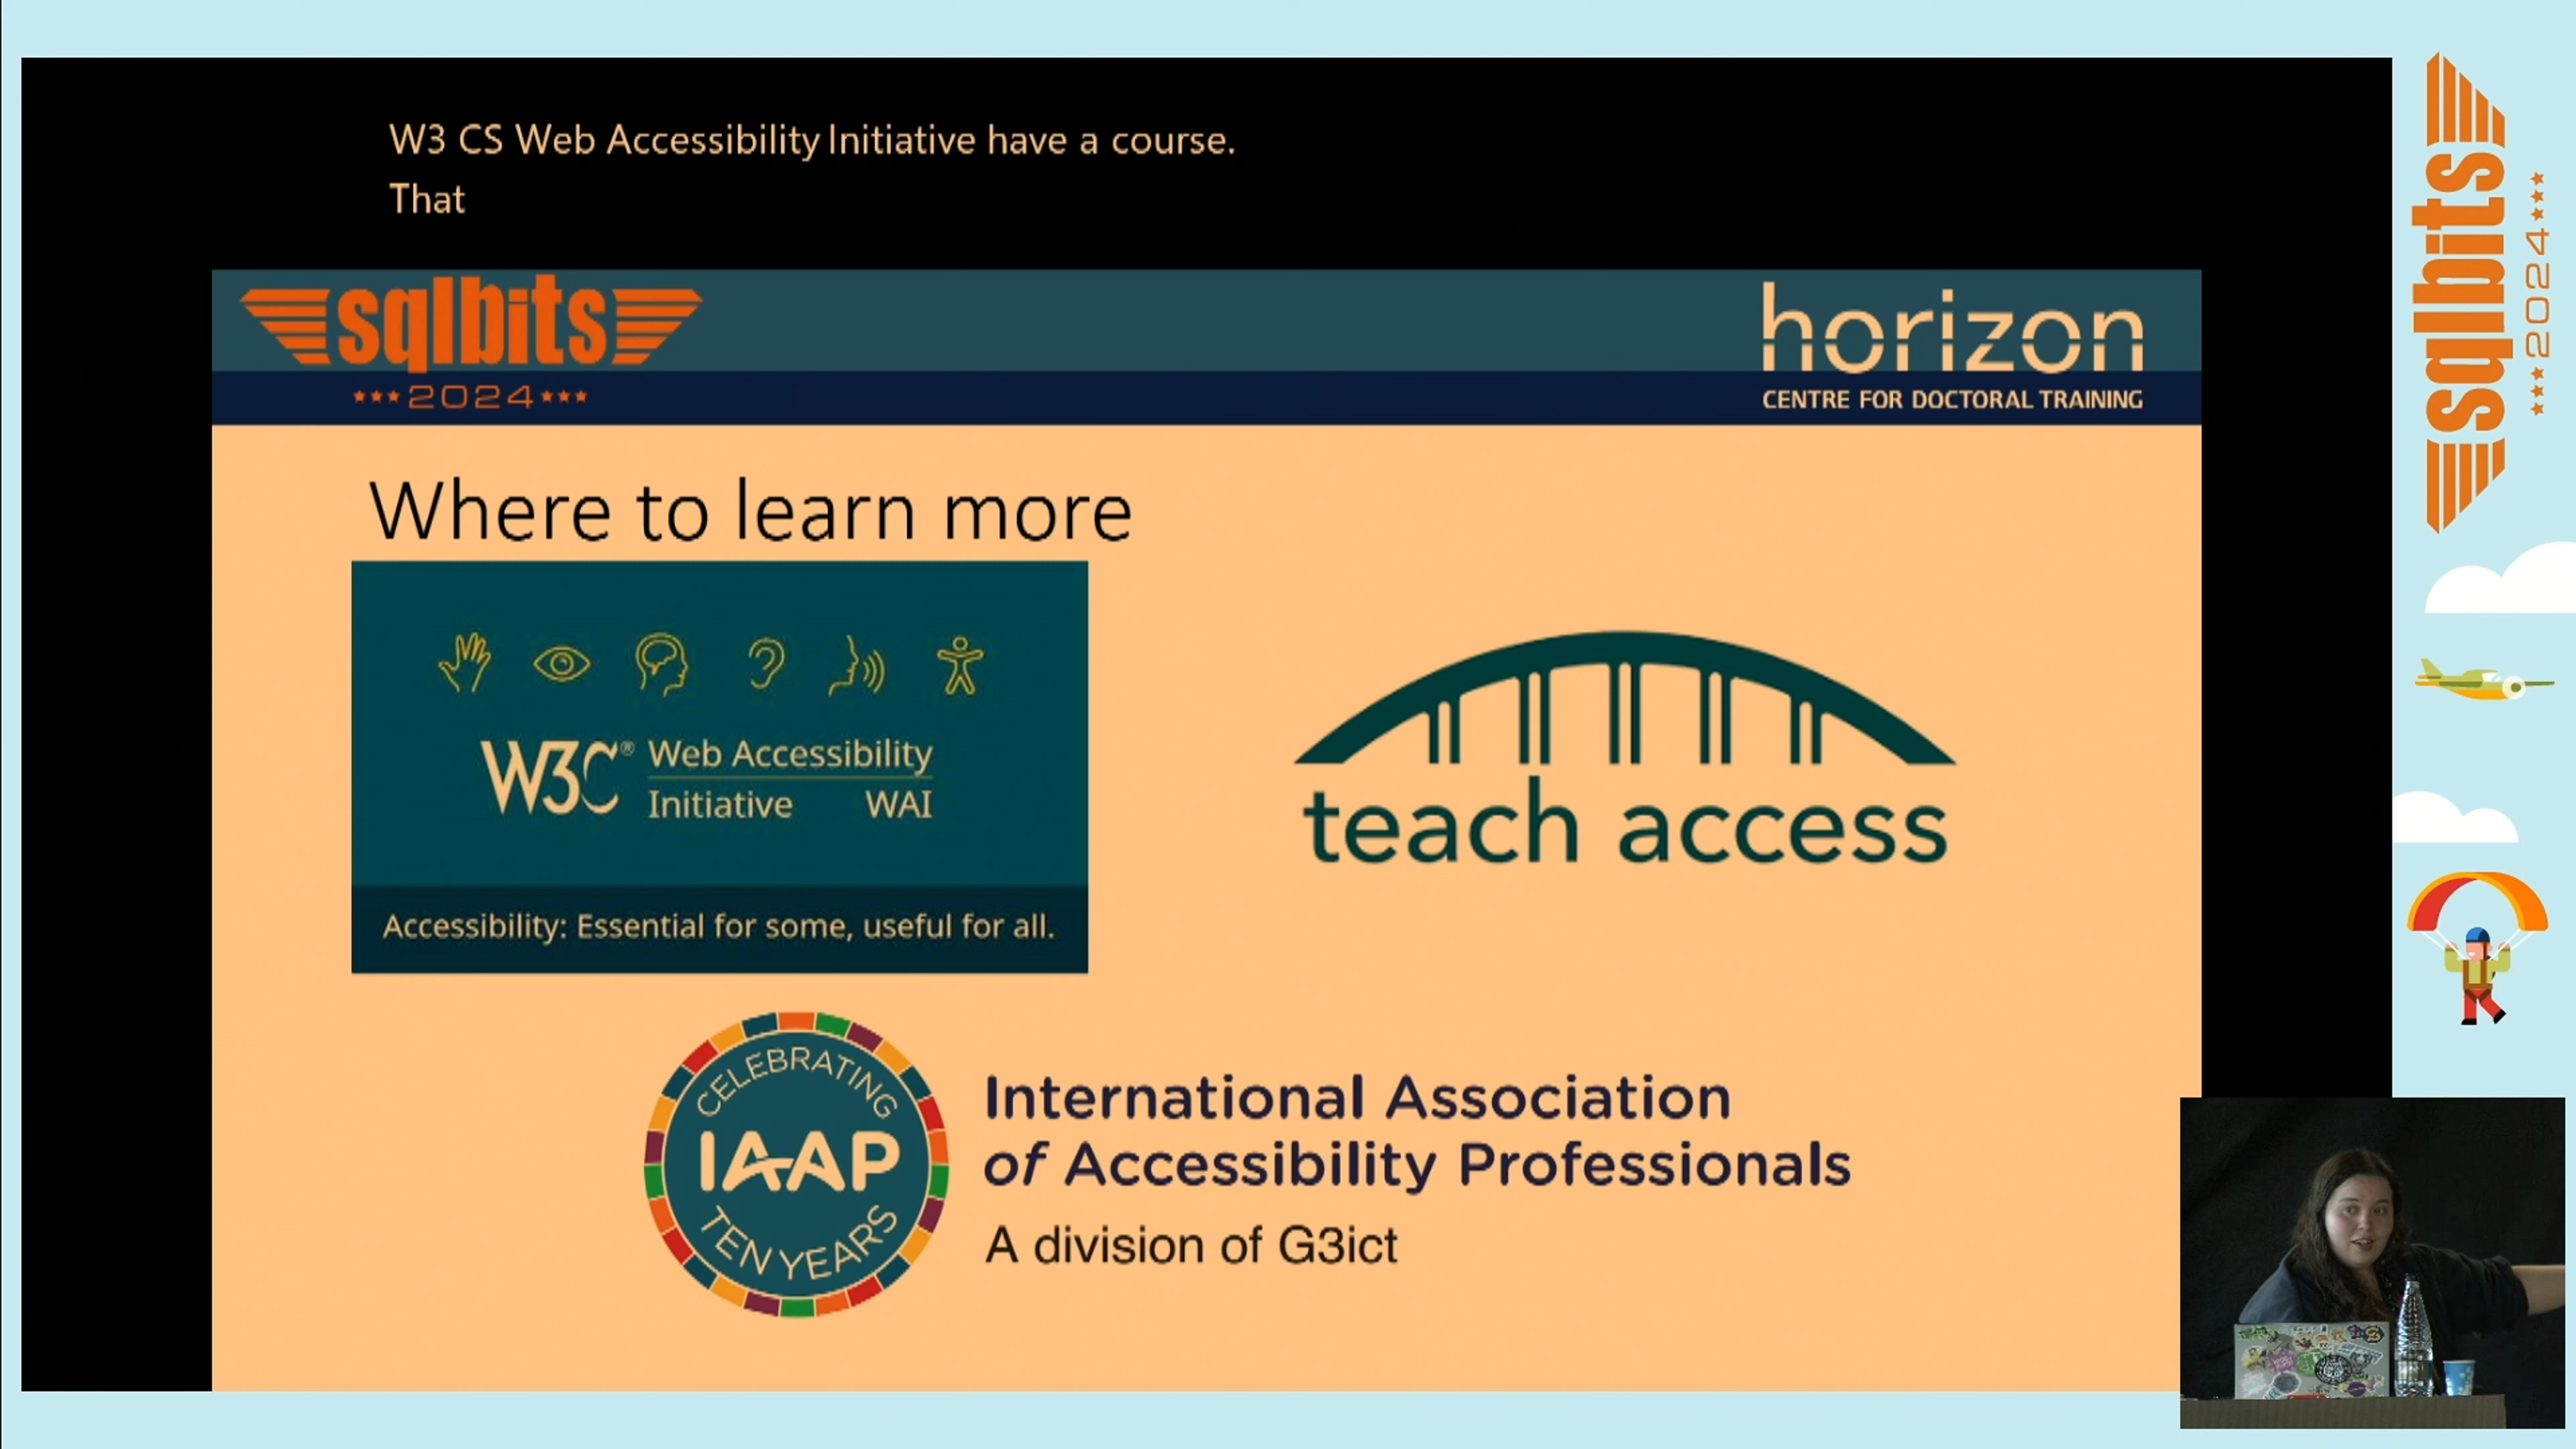 W3 CS Web Accessibility Initiative have a course.
That
sqlbits
2024
horizon
CENTRE FOR DOCTORAL TRAINING
Where to learn more
W3C® Web Accessibility
Initiative WAI
Accessibility: Essential for some, useful for all.
teach access
CELEBRATING
IAAP
TEN YEARS
International Association
of Accessibility Professionals
A division of G3ict
sqlbits
2024